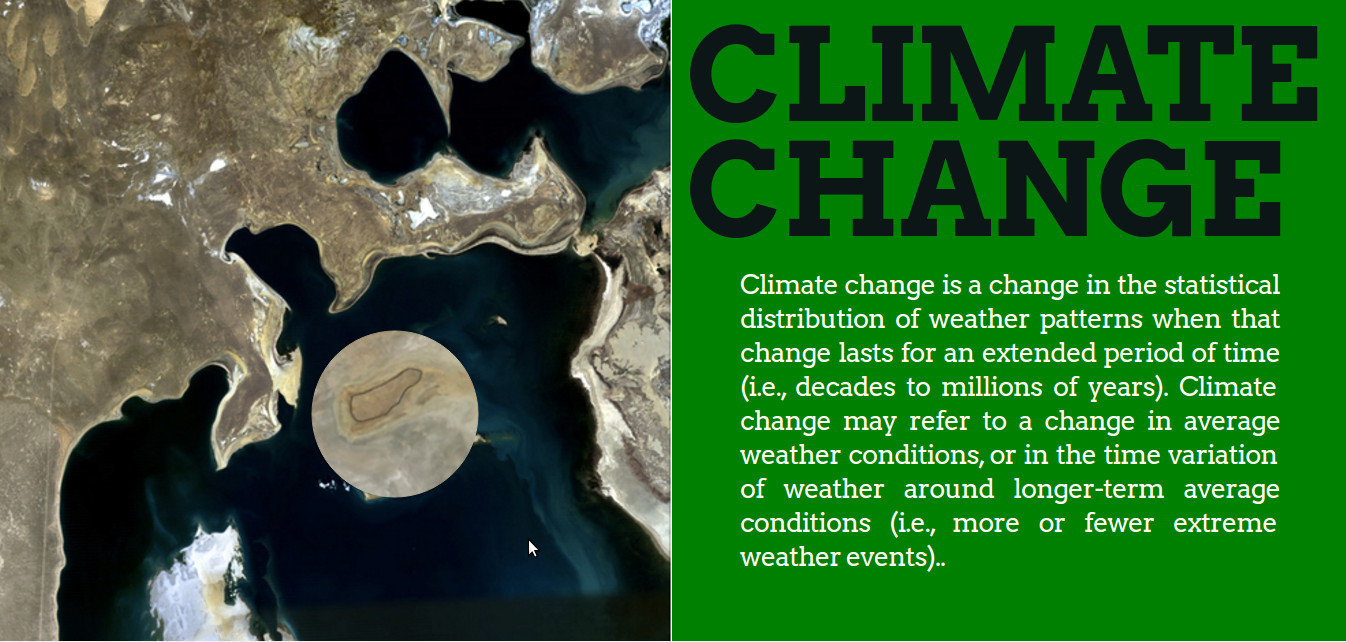 CLIMATE
CHANGE
Climate change is a change in the statistical
distribution of weather patterns when that
change lasts for an extended period of time
(i.e., decades to millions of years). Climate
change may refer to a change in average
weather conditions, or in the time variation
of weather around longer-term average
conditions (i.e., more or fewer extreme
weather events)..